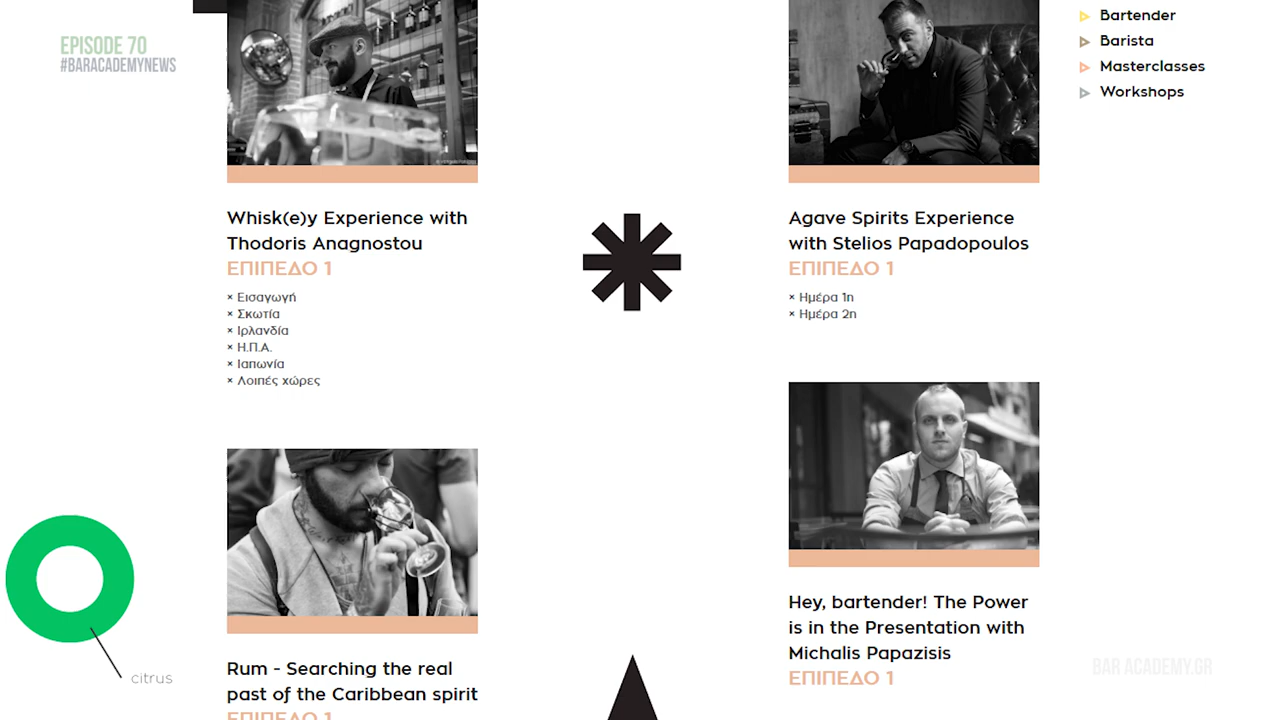 EPISODE 70
#BARACADEMYNEWS
Bartender
Barista
Masterclasses
Workshops
Whisk(e)y Experience with
Thodoris Anagnostou
ΕΠΙΠΕΔΟ 1
× Εισαγωγή
× Σκωτία
× Ιρλανδία
× Η.Π.Α.
× Ιαπωνία
× Λοιπές χώρες
Agave Spirits Experience
with Stelios Papadopoulos
ΕΠΙΠΕΔΟ 1
× Ημέρα 1η
× Ημέρα 2η
Rum - Searching the real
past of the Caribbean spirit
ΕΠΙΠΕΔΟ 1
Hey, bartender! The Power
is in the Presentation with
Michalis Papazisis
ΕΠΙΠΕΔΟ 1
citrus
BAR ACADEMY.GR